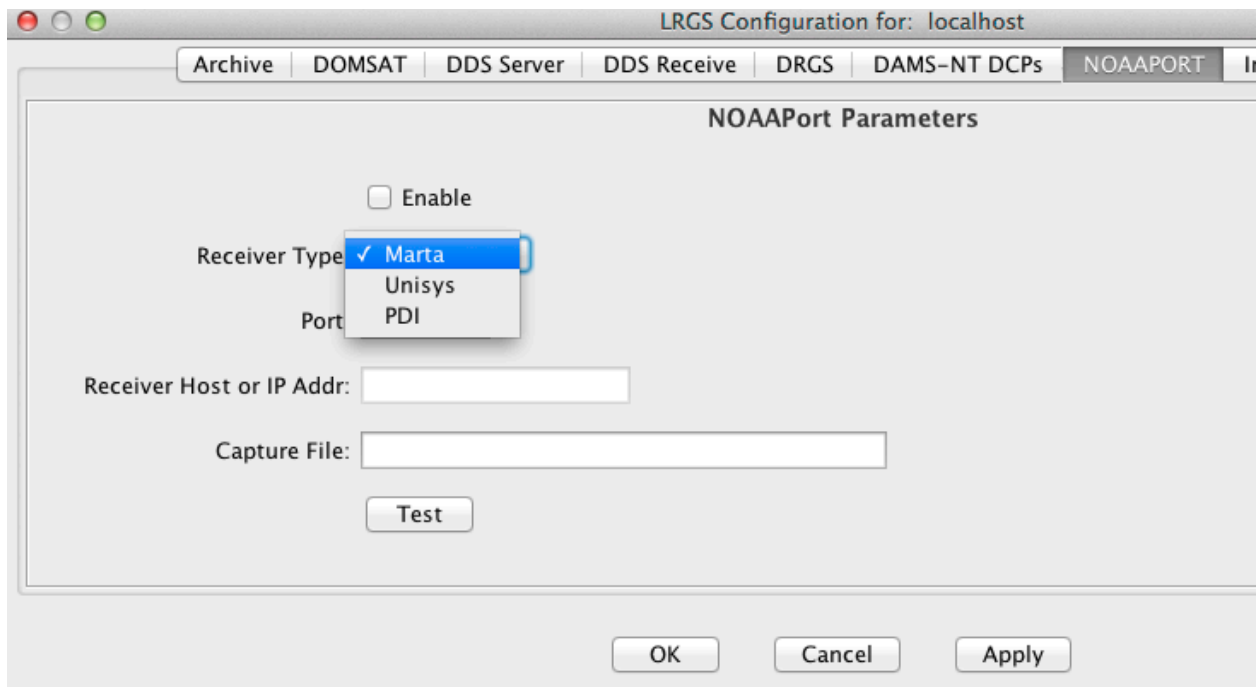 LRGS Configuration for: localhost
Archive DOMSAT DDS Server DDS Receive DRGS DAMS-NT DCPs NOAAPORT
NOAAPort Parameters
Enable
Receiver Type ✓ Marta
Unisys
Port PDI
Receiver Host or IP Addr:
Capture File:
Test
OK Cancel Apply